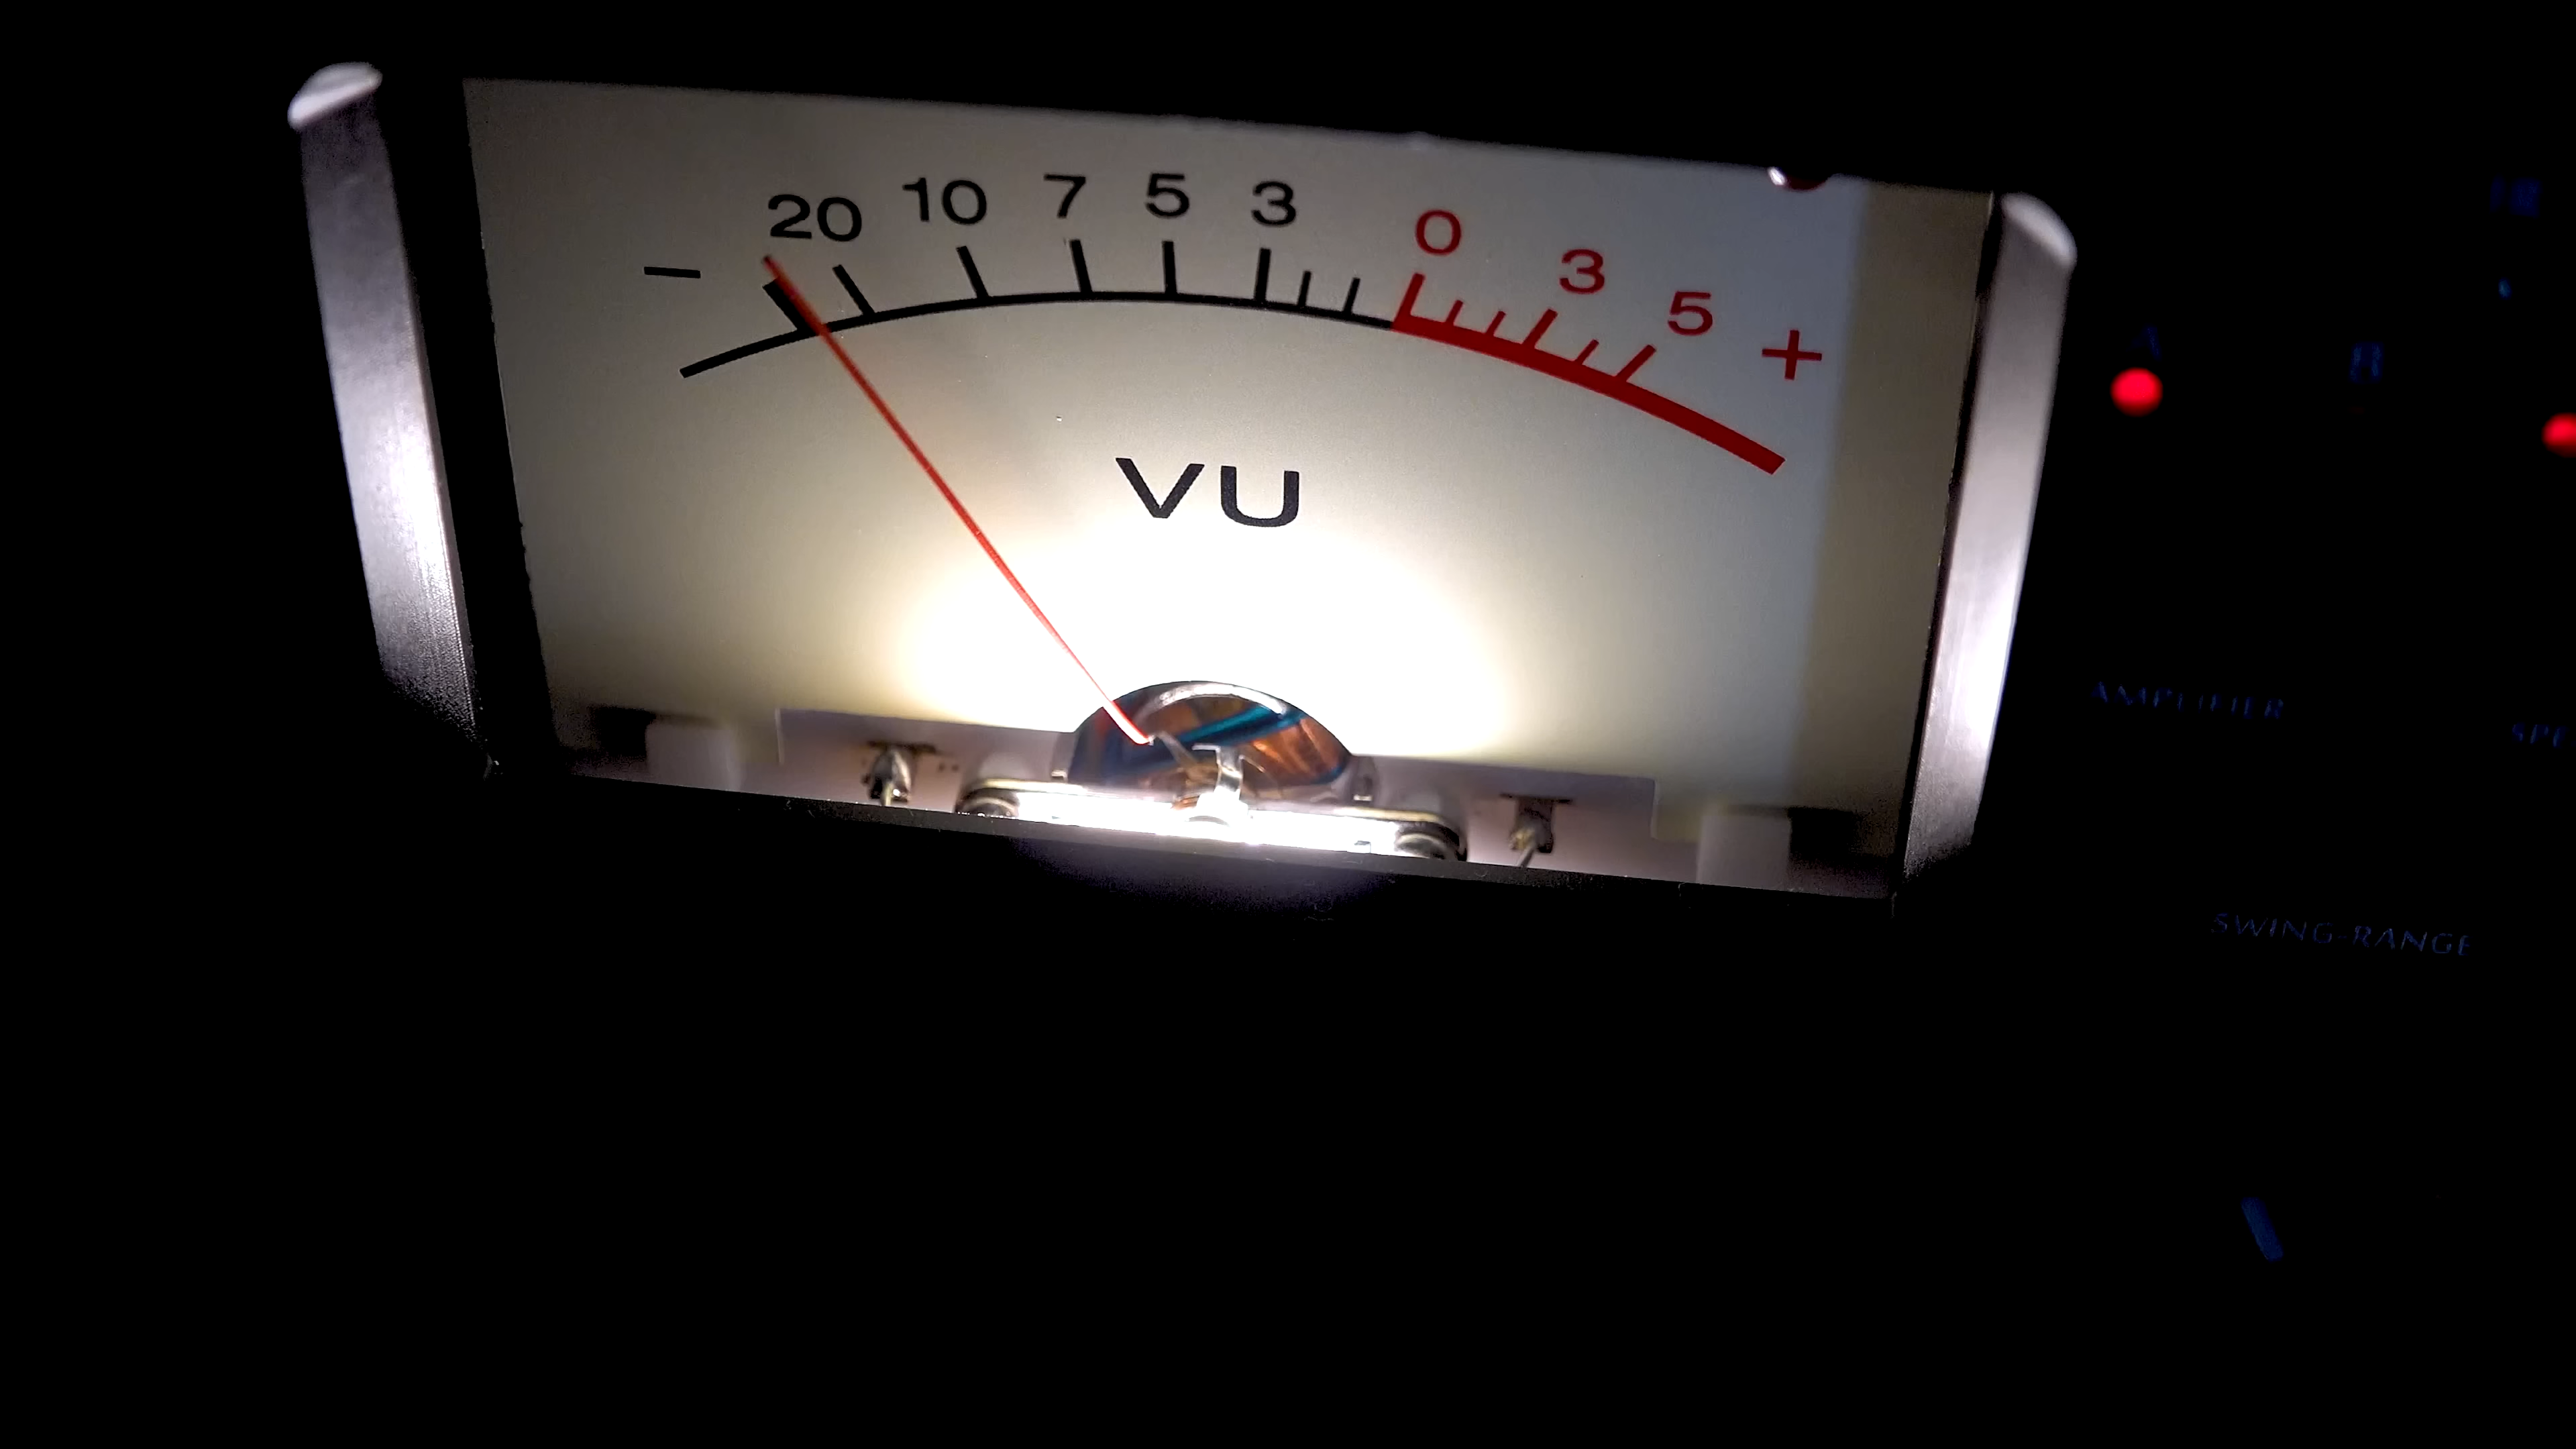 − 20 10 7 5 3 0 3 5 +
VU
A B
AMPLIFIER
SWING-RANGE